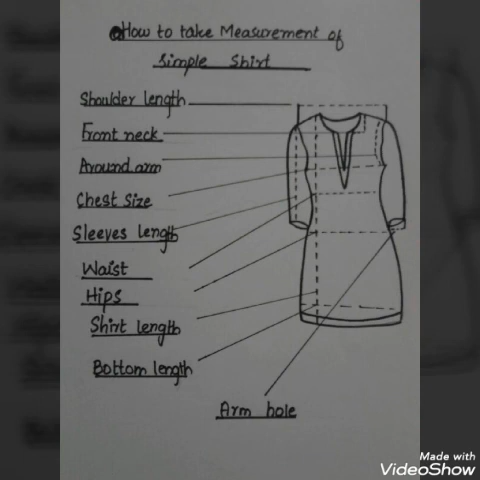 How to take Measurement of
Simple Shirt
Shoulder length
Front neck
Around arm
Chest Size
Sleeves length
Waist
Hips
Shirt length
Bottom length
Arm hole
Made with
VideoShow